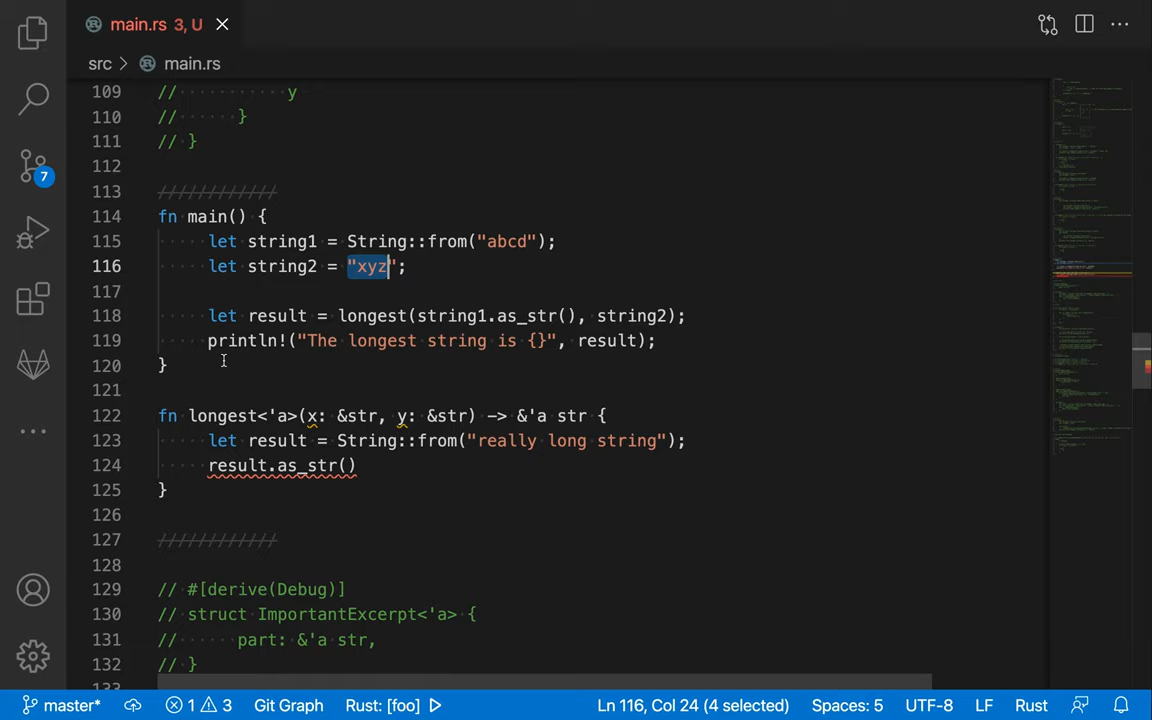 main.rs 3, U
src > main.rs
109 // y
110 // }
111 // }
112
113 ////////////
114 fn main() {
115 let string1 = String::from("abcd");
116 let string2 = "xyz";
117
118 let result = longest(string1.as_str(), string2);
119 println!("The longest string is {}", result);
120 }
121
122 fn longest<'a>(x: &str, y: &str) -> &'a str {
123 let result = String::from("really long string");
124 result.as_str()
125 }
126
127 ////////////
128
129 // #[derive(Debug)]
130 // struct ImportantExcerpt<'a> {
131 // part: &'a str,
132 // }
133
7
master* 1 3 Git Graph Rust: [foo] Ln 116, Col 24 (4 selected) Spaces: 5 UTF-8 LF Rust